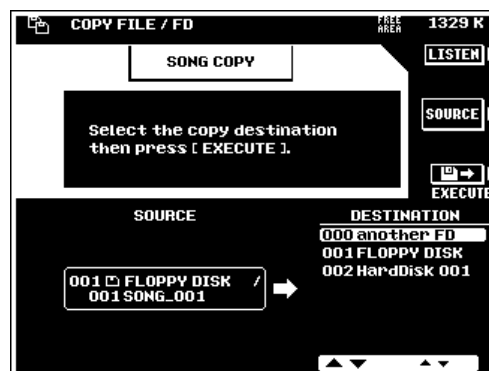 COPY FILE / FD
FREE AREA 1329 K
LISTEN
SONG COPY
SOURCE
Select the copy destination
then press [ EXECUTE ].
EXECUTE
SOURCE
DESTINATION
000 another FD
001 FLOPPY DISK
002 HardDisk 001
001 FLOPPY DISK /
001 SONG_001